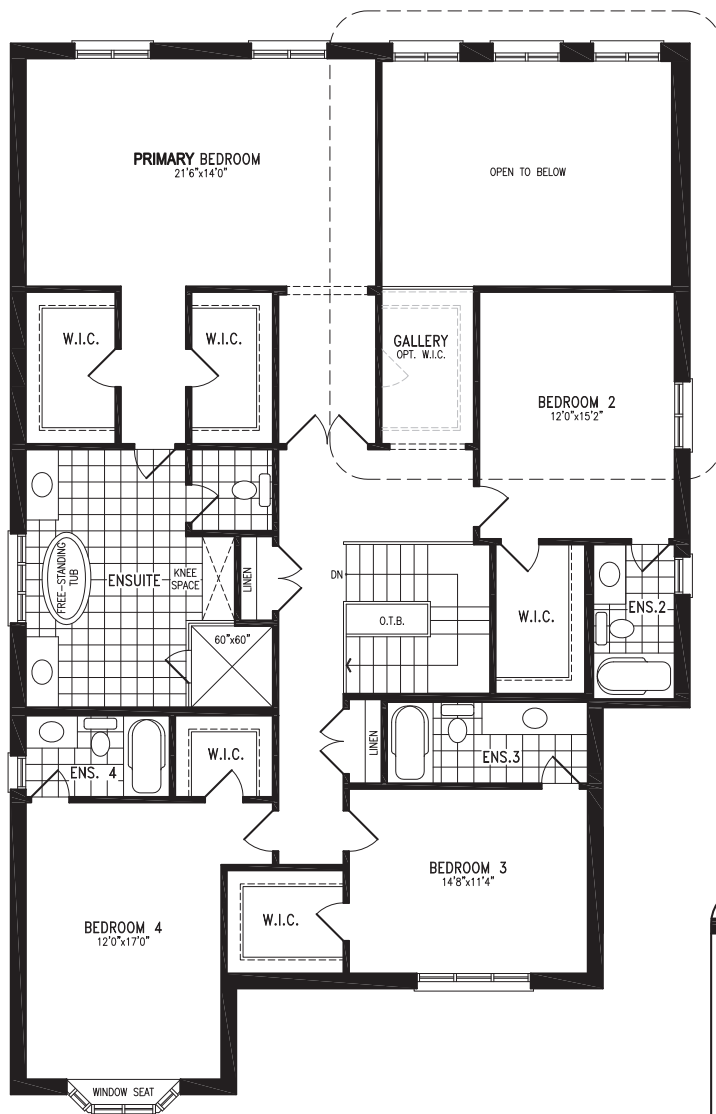 PRIMARY BEDROOM
21'6"x14'0"
OPEN TO BELOW
W.I.C.
W.I.C.
GALLERY
OPT. W.I.C.
BEDROOM 2
12'0"x15'2"
FREE-STANDING
TUB
ENSUITE
KNEE
SPACE
LINEN
DN
O.T.B.
W.I.C.
ENS.2
60"x60"
ENS. 4
W.I.C.
LINEN
ENS.3
BEDROOM 3
14'8"x11'4"
BEDROOM 4
12'0"x17'0"
W.I.C.
WINDOW SEAT